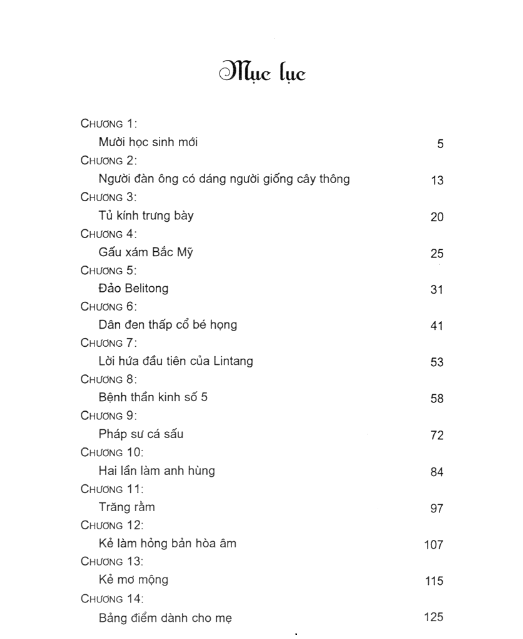 Mục lục
CHƯƠNG 1:
Mười học sinh mới 5
CHƯƠNG 2:
Người đàn ông có dáng người giống cây thông 13
CHƯƠNG 3:
Tủ kính trưng bày 20
CHƯƠNG 4:
Gấu xám Bắc Mỹ 25
CHƯƠNG 5:
Đảo Belitong 31
CHƯƠNG 6:
Dân đen thấp cổ bé họng 41
CHƯƠNG 7:
Lời hứa đầu tiên của Lintang 53
CHƯƠNG 8:
Bệnh thần kinh số 5 58
CHƯƠNG 9:
Pháp sư cá sấu 72
CHƯƠNG 10:
Hai lần làm anh hùng 84
CHƯƠNG 11:
Trăng rằm 97
CHƯƠNG 12:
Kẻ làm hỏng bản hòa âm 107
CHƯƠNG 13:
Kẻ mơ mộng 115
CHƯƠNG 14:
Bảng điểm dành cho mẹ 125